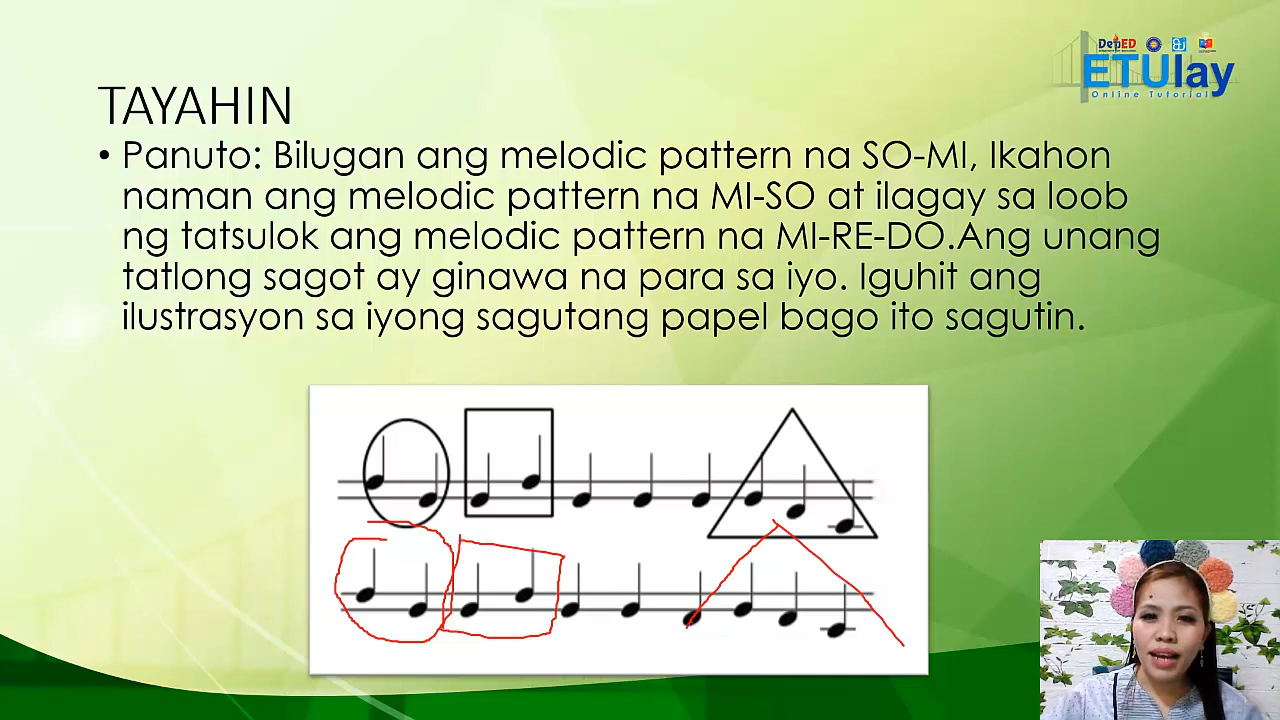 DepED
ETUlay
Online Tutorial
TAYAHIN
• Panuto: Bilugan ang melodic pattern na SO-MI, Ikahon
naman ang melodic pattern na MI-SO at ilagay sa loob
ng tatsulok ang melodic pattern na MI-RE-DO.Ang unang
tatlong sagot ay ginawa na para sa iyo. Iguhit ang
ilustrasyon sa iyong sagutang papel bago ito sagutin.